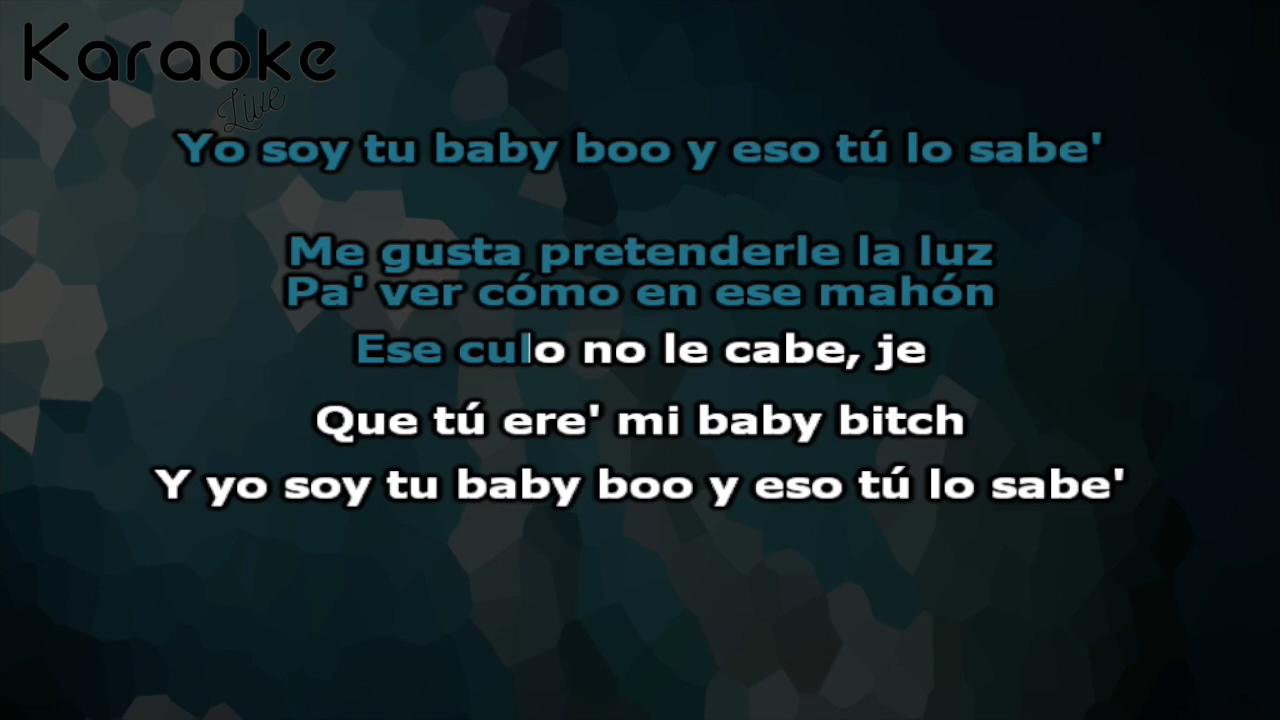 Karaoke
Live
Yo soy tu baby boo y eso tú lo sabe'
Me gusta pretenderle la luz
Pa' ver cómo en ese mahón
Ese culo no le cabe, je
Que tú ere' mi baby bitch
Y yo soy tu baby boo y eso tú lo sabe'